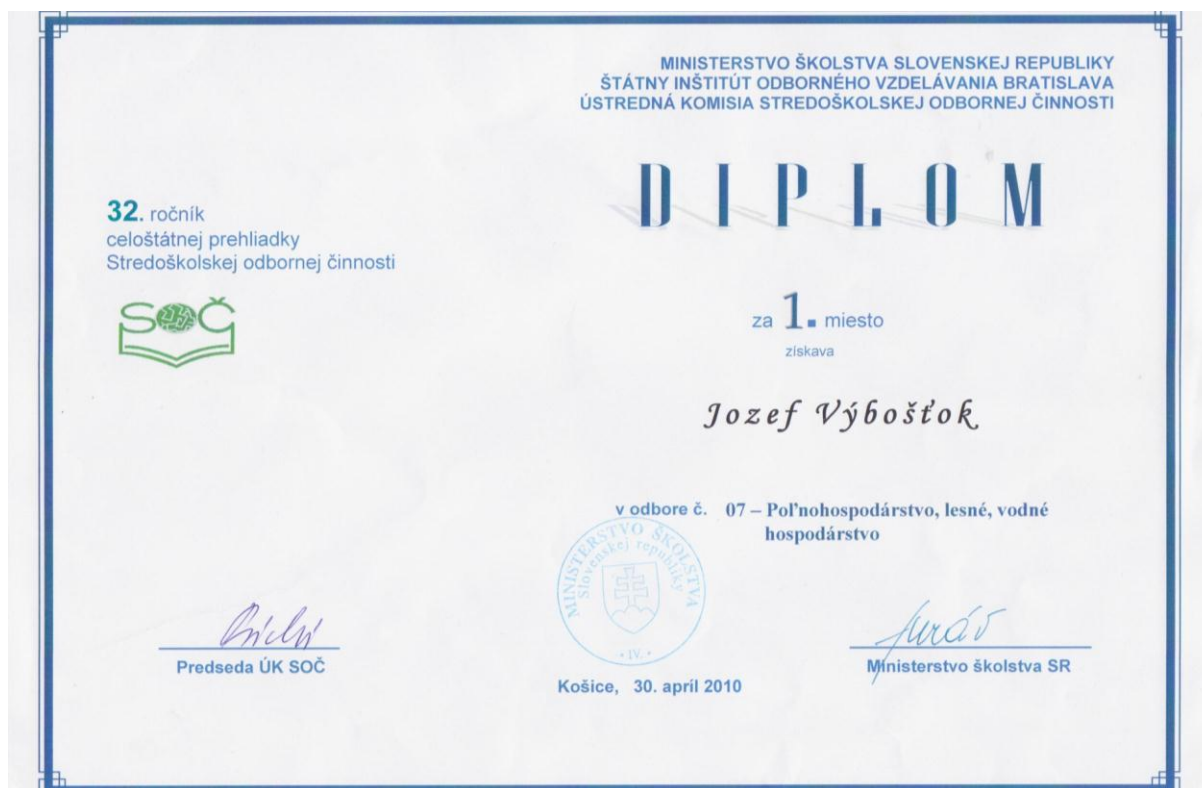 MINISTERSTVO ŠKOLSTVA SLOVENSKEJ REPUBLIKY
ŠTÁTNY INŠTITÚT ODBORNÉHO VZDELÁVANIA BRATISLAVA
ÚSTREDNÁ KOMISIA STREDOŠKOLSKEJ ODBORNEJ ČINNOSTI
DIPLOM
32. ročník
celoštátnej prehliadky
Stredoškolskej odbornej činnosti
SOČ
za 1. miesto
získava
Jozef Výbošťok
v odbore č. 07 – Poľnohospodárstvo, lesné, vodné
hospodárstvo
MINISTERSTVO ŠKOLSTVA
Slovenskej republiky
• IV. •
Predseda ÚK SOČ
Ministerstvo školstva SR
Košice, 30. apríl 2010